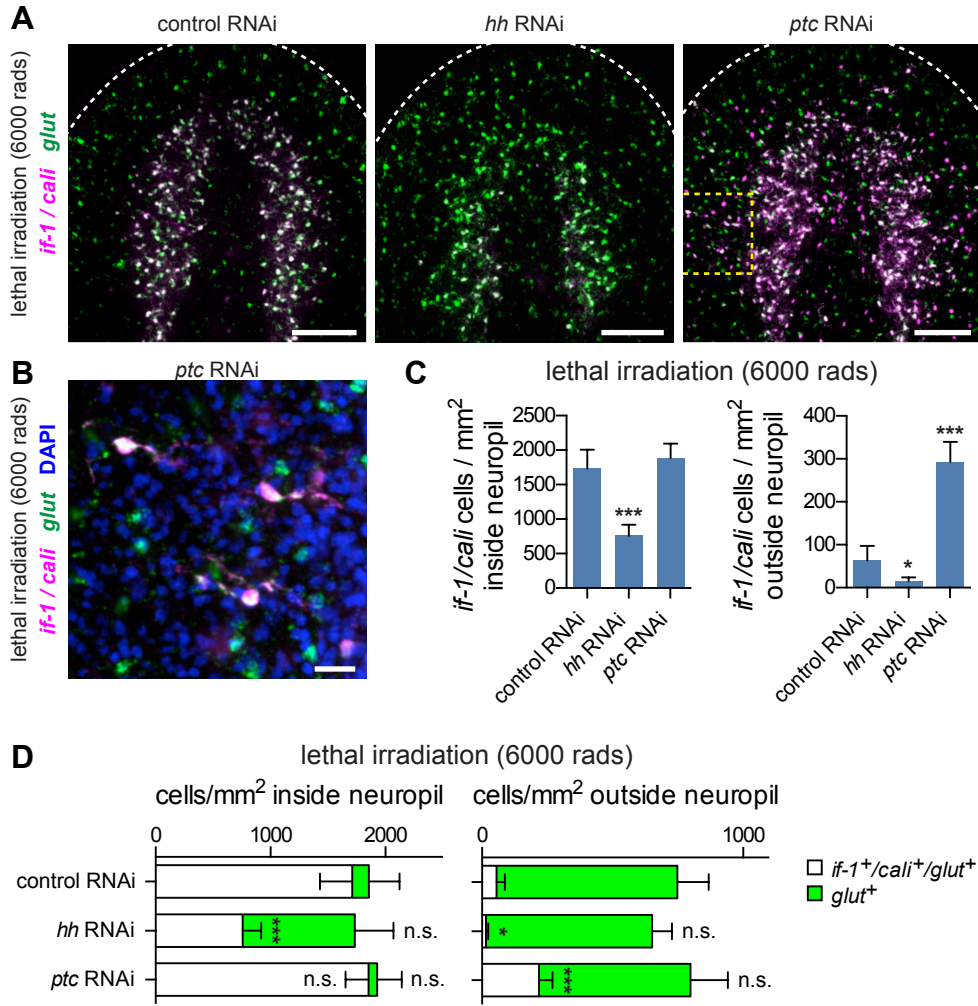 A
control RNAi
hh RNAi
ptc RNAi
lethal irradiation (6000 rads)
if-1 / cali glut
B
ptc RNAi
lethal irradiation (6000 rads)
if-1 / cali glut DAPI
C
lethal irradiation (6000 rads)
if-1/cali cells / mm²
inside neuropil
2500
2000
1500
1000
500
0
***
control RNAi
hh RNAi
ptc RNAi
if-1/cali cells / mm²
outside neuropil
400
300
200
100
0
*
***
control RNAi
hh RNAi
ptc RNAi
D
lethal irradiation (6000 rads)
cells/mm² inside neuropil
cells/mm² outside neuropil
0 1000 2000
0 1000
control RNAi
hh RNAi *** n.s. * n.s.
ptc RNAi n.s. n.s. *** n.s.
if-1⁺/cali⁺/glut⁺
glut⁺